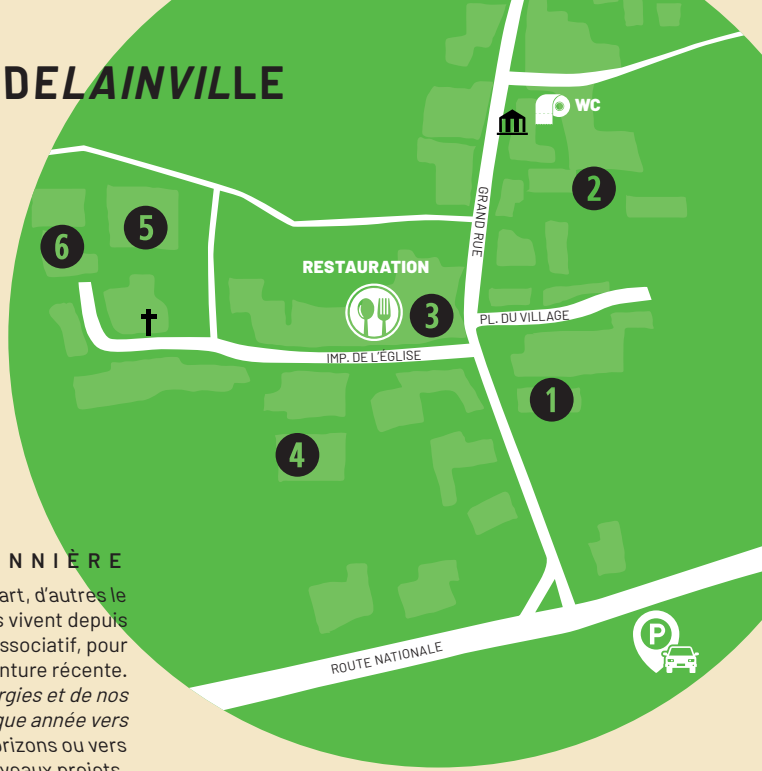 DELAINVILLE
WC
2
GRAND RUE
5
6
RESTAURATION
3
PL. DU VILLAGE
IMP. DE L'ÉGLISE
1
4
NNIÈRE
art, d'autres le
s vivent depuis
ssociatif, pour
nture récente.
rgies et de nos
que année vers
orizons ou vers
P
ROUTE NATIONALE